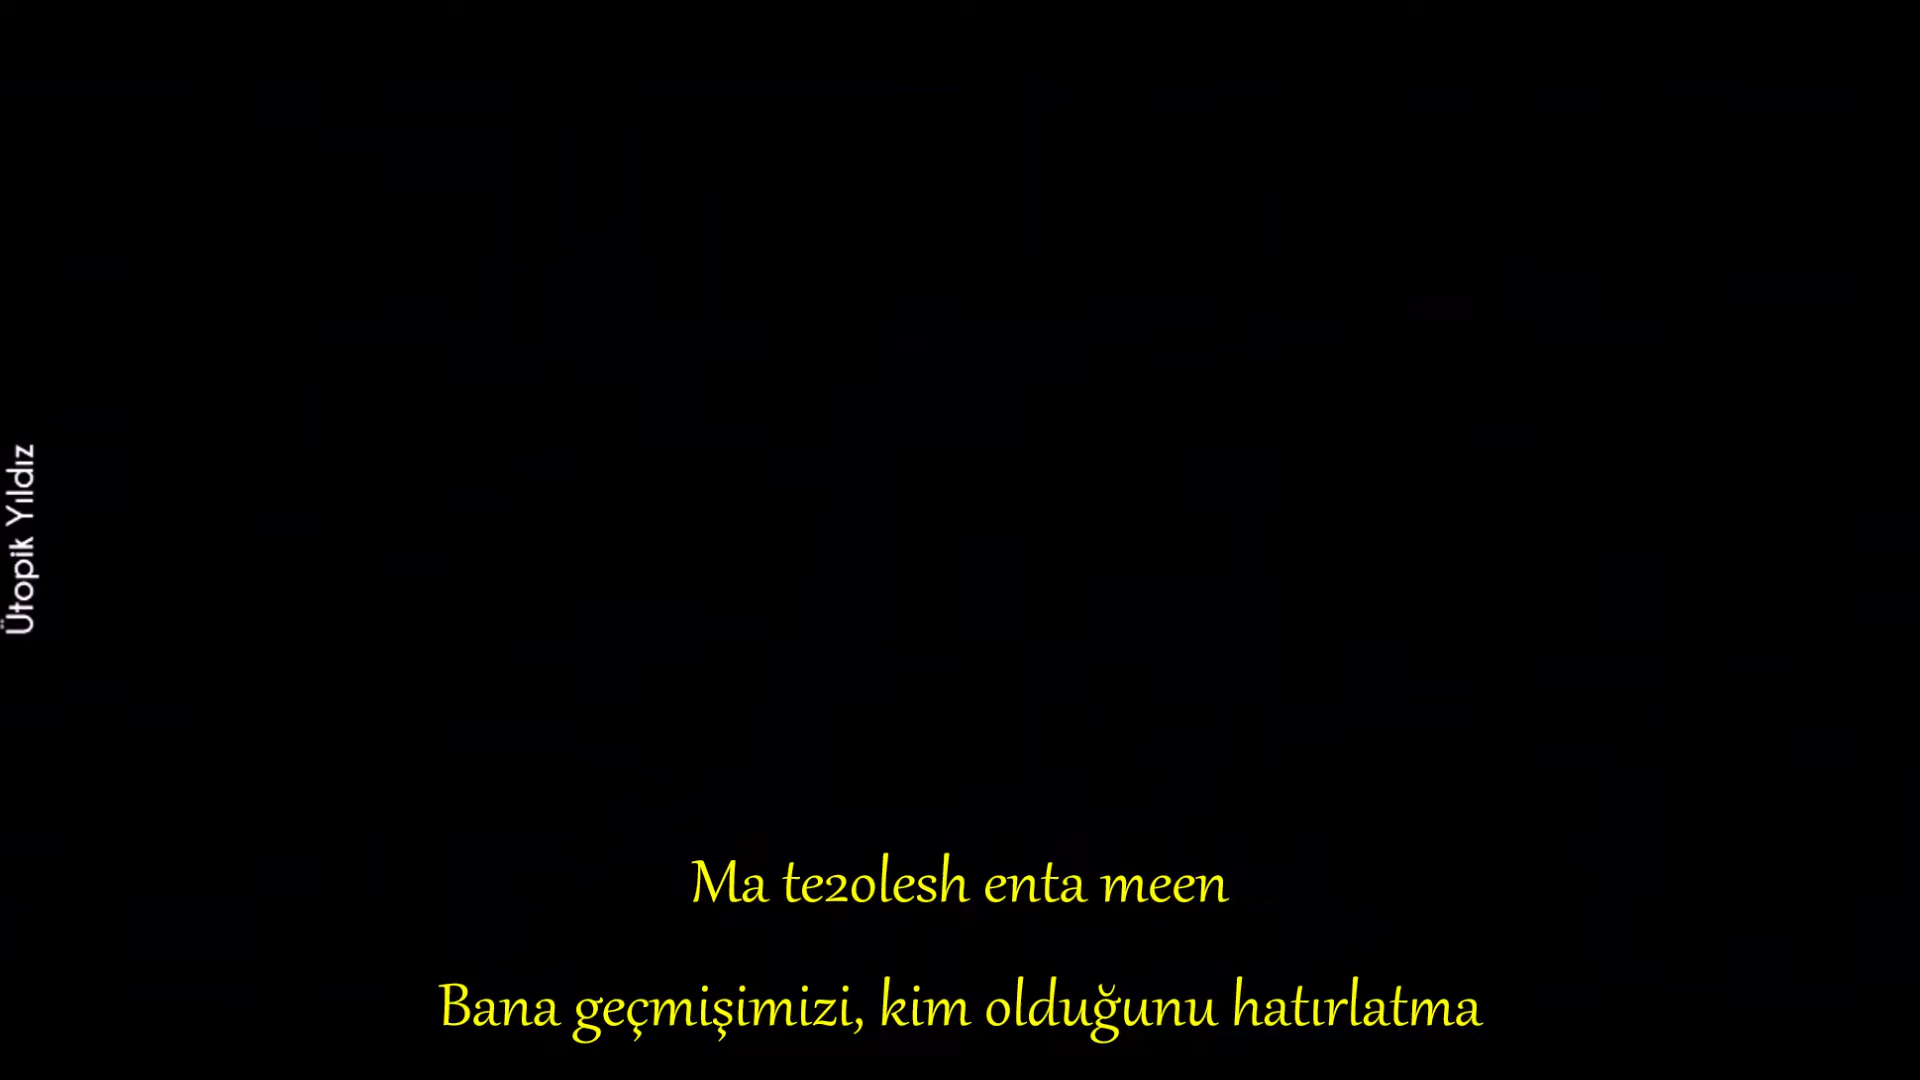 Ütopik Yıldız
Ma te2olesh enta meen
Bana geçmişimizi, kim olduğunu hatırlatma